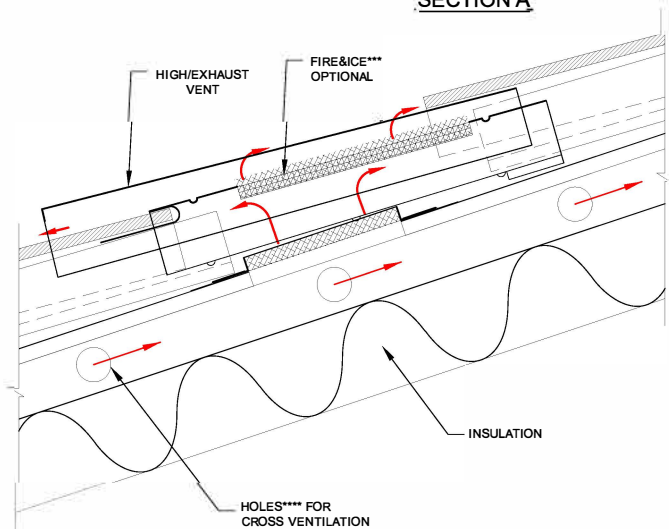 SECTION A
HIGH/EXHAUST
VENT
FIRE&ICE***
OPTIONAL
INSULATION
HOLES**** FOR
CROSS VENTILATION